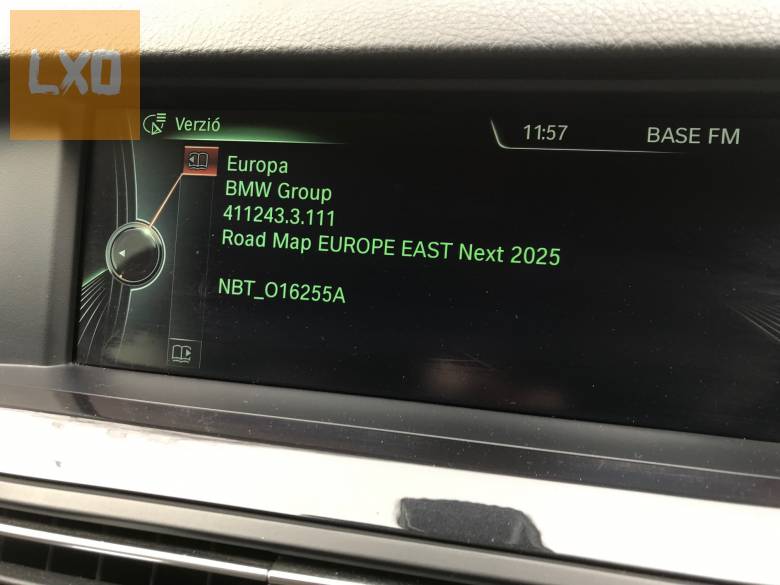 LXO
Verzió
11:57
BASE FM
Europa
BMW Group
411243.3.111
Road Map EUROPE EAST Next 2025
NBT_O16255A